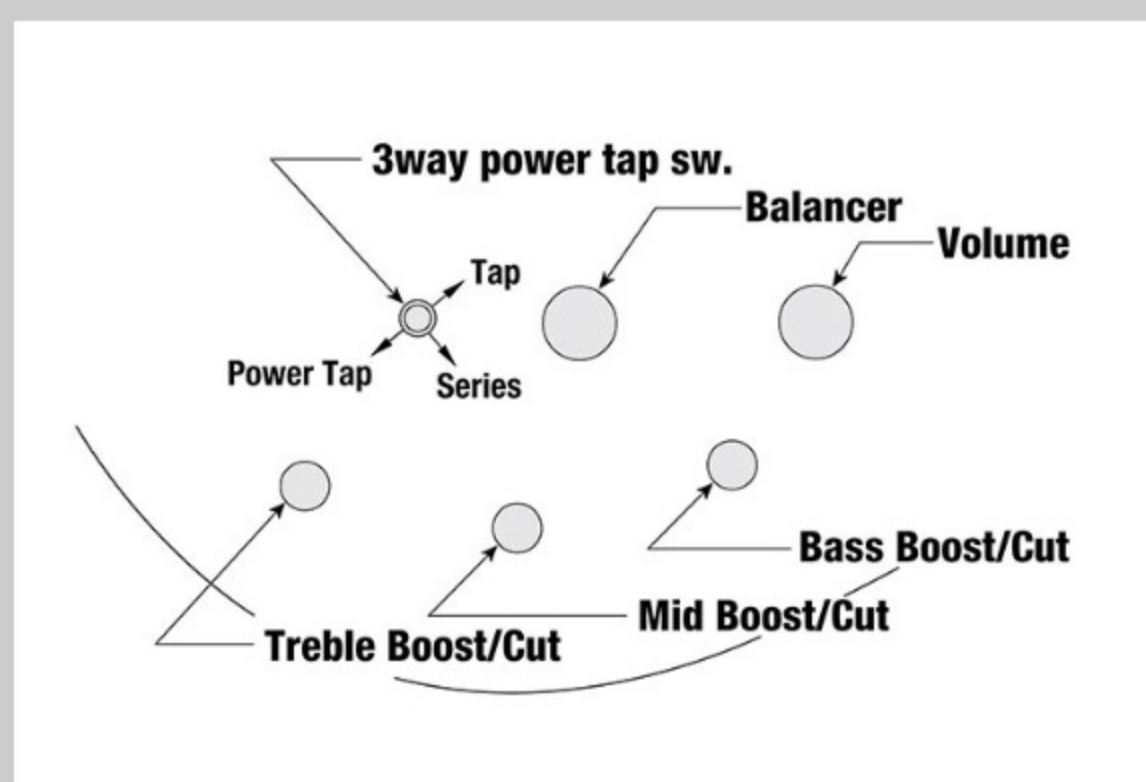 3way power tap sw.
Balancer
Volume
Tap
Power Tap
Series
Bass Boost/Cut
Mid Boost/Cut
Treble Boost/Cut